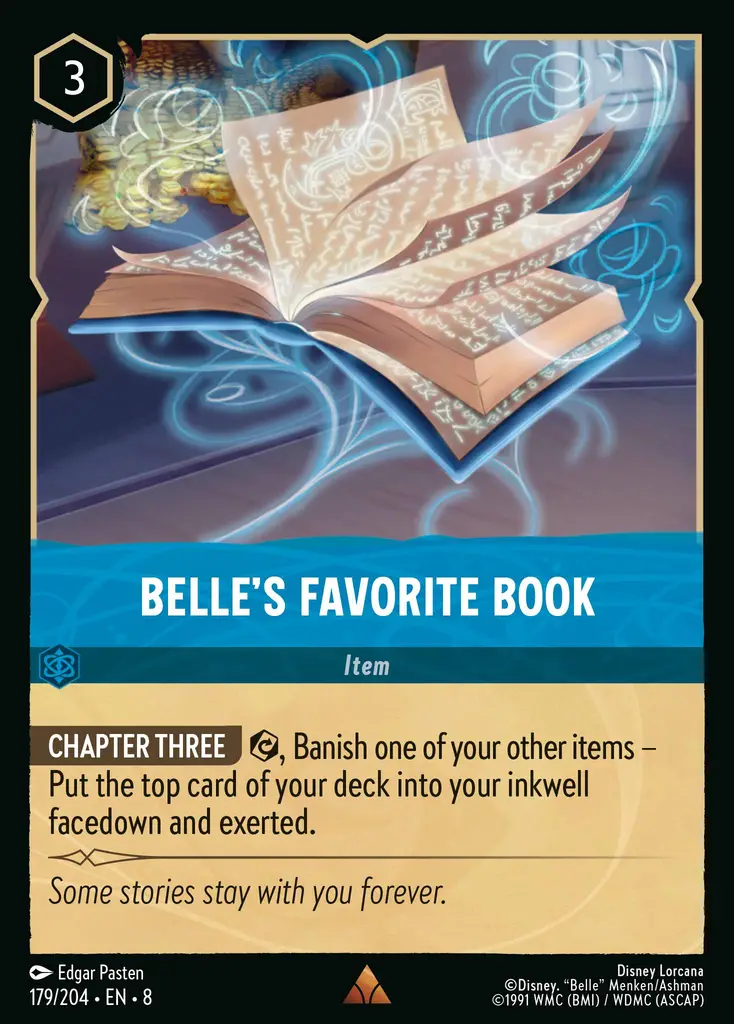 3
BELLE’S FAVORITE BOOK
Item
CHAPTER THREE , Banish one of your other items –
Put the top card of your deck into your inkwell
facedown and exerted.
Some stories stay with you forever.
Edgar Pasten
179/204 • EN • 8
Disney Lorcana
©Disney. “Belle” Menken/Ashman
©1991 WMC (BMI) / WDMC (ASCAP)